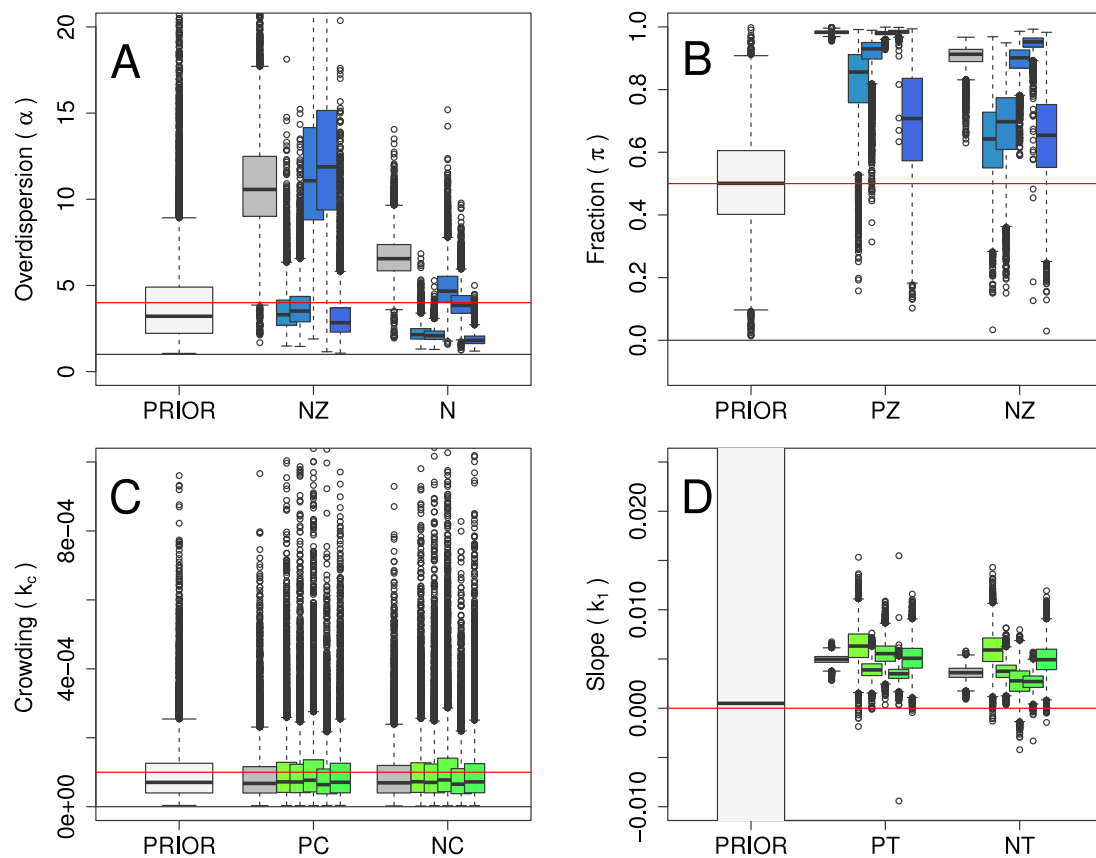 A
Overdispersion ( α )
0
5
10
15
20
PRIOR
NZ
N
B
Fraction ( π )
0.0
0.2
0.4
0.6
0.8
1.0
PRIOR
PZ
NZ
C
Crowding ( kc )
0e+00
4e−04
8e−04
PRIOR
PC
NC
D
Slope ( k1 )
−0.010
0.000
0.010
0.020
PRIOR
PT
NT